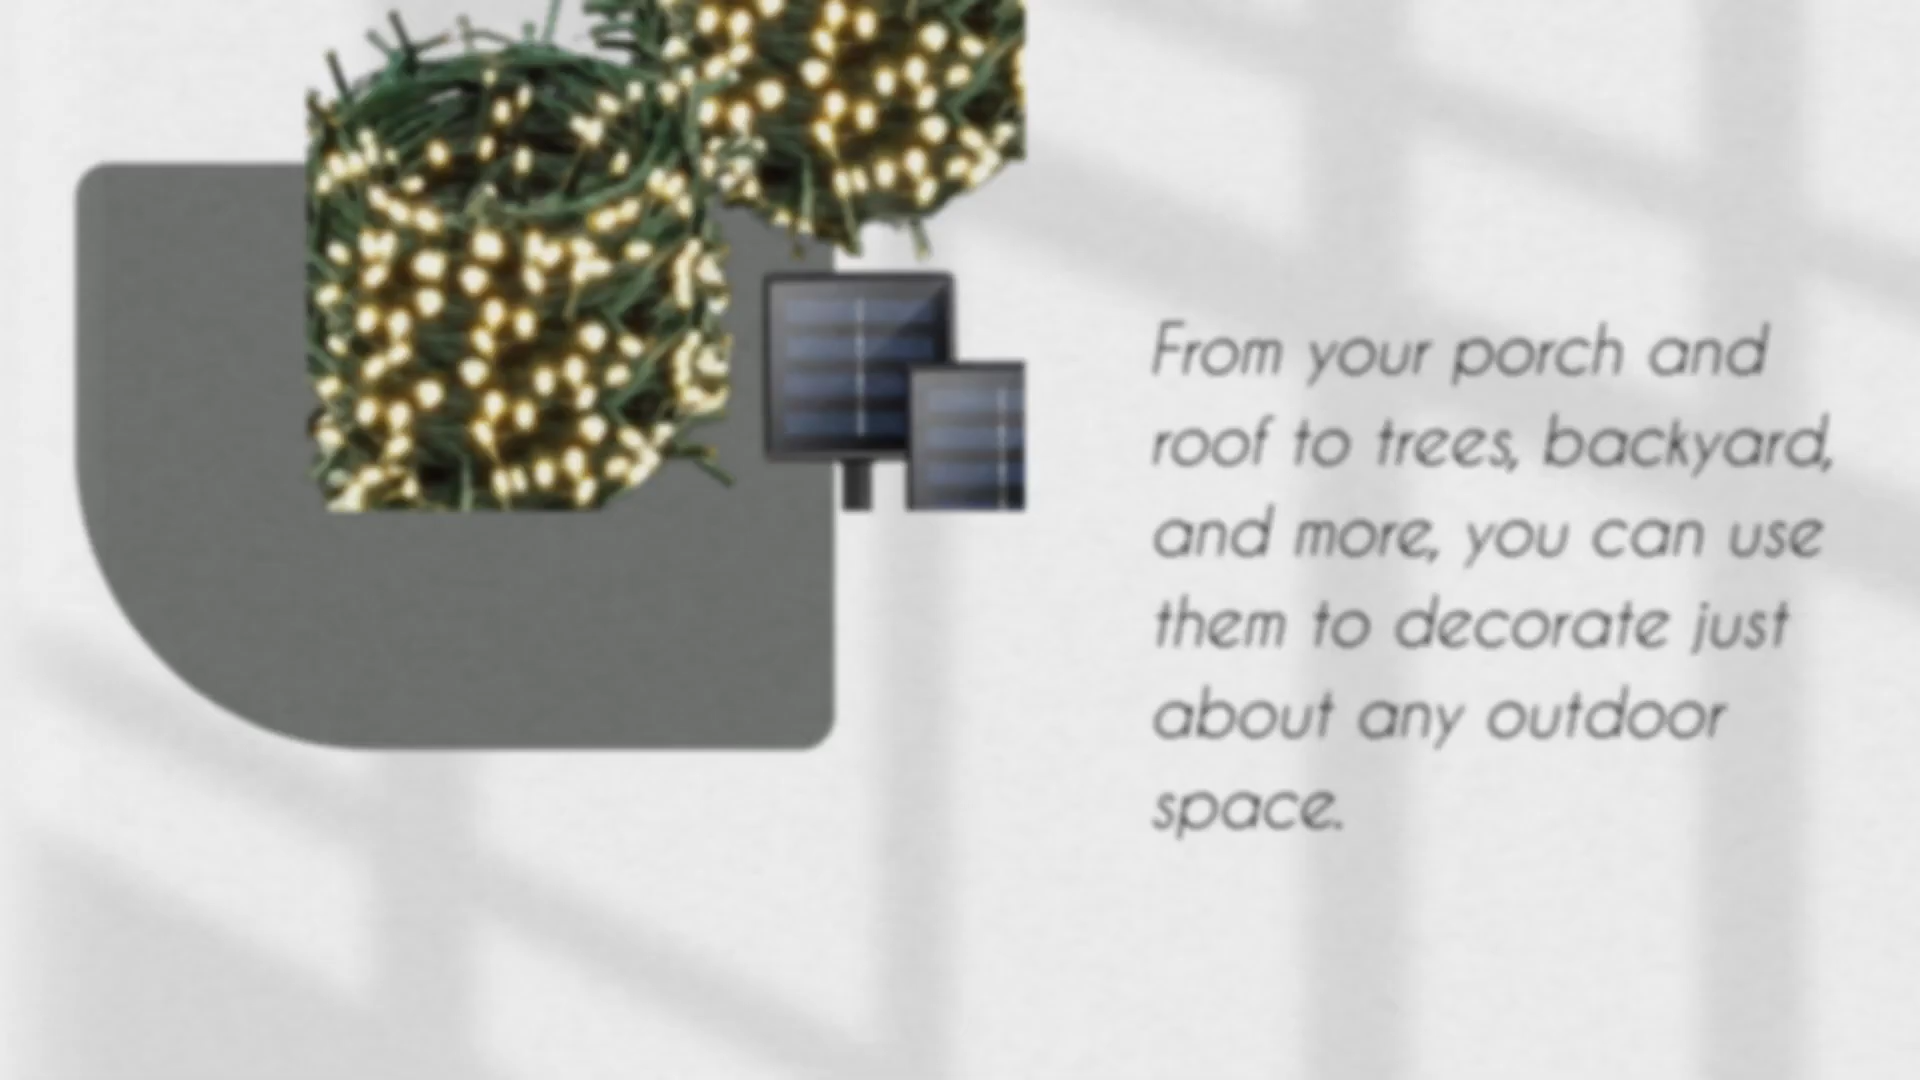 From your porch and
roof to trees, backyard,
and more, you can use
them to decorate just
about any outdoor
space.